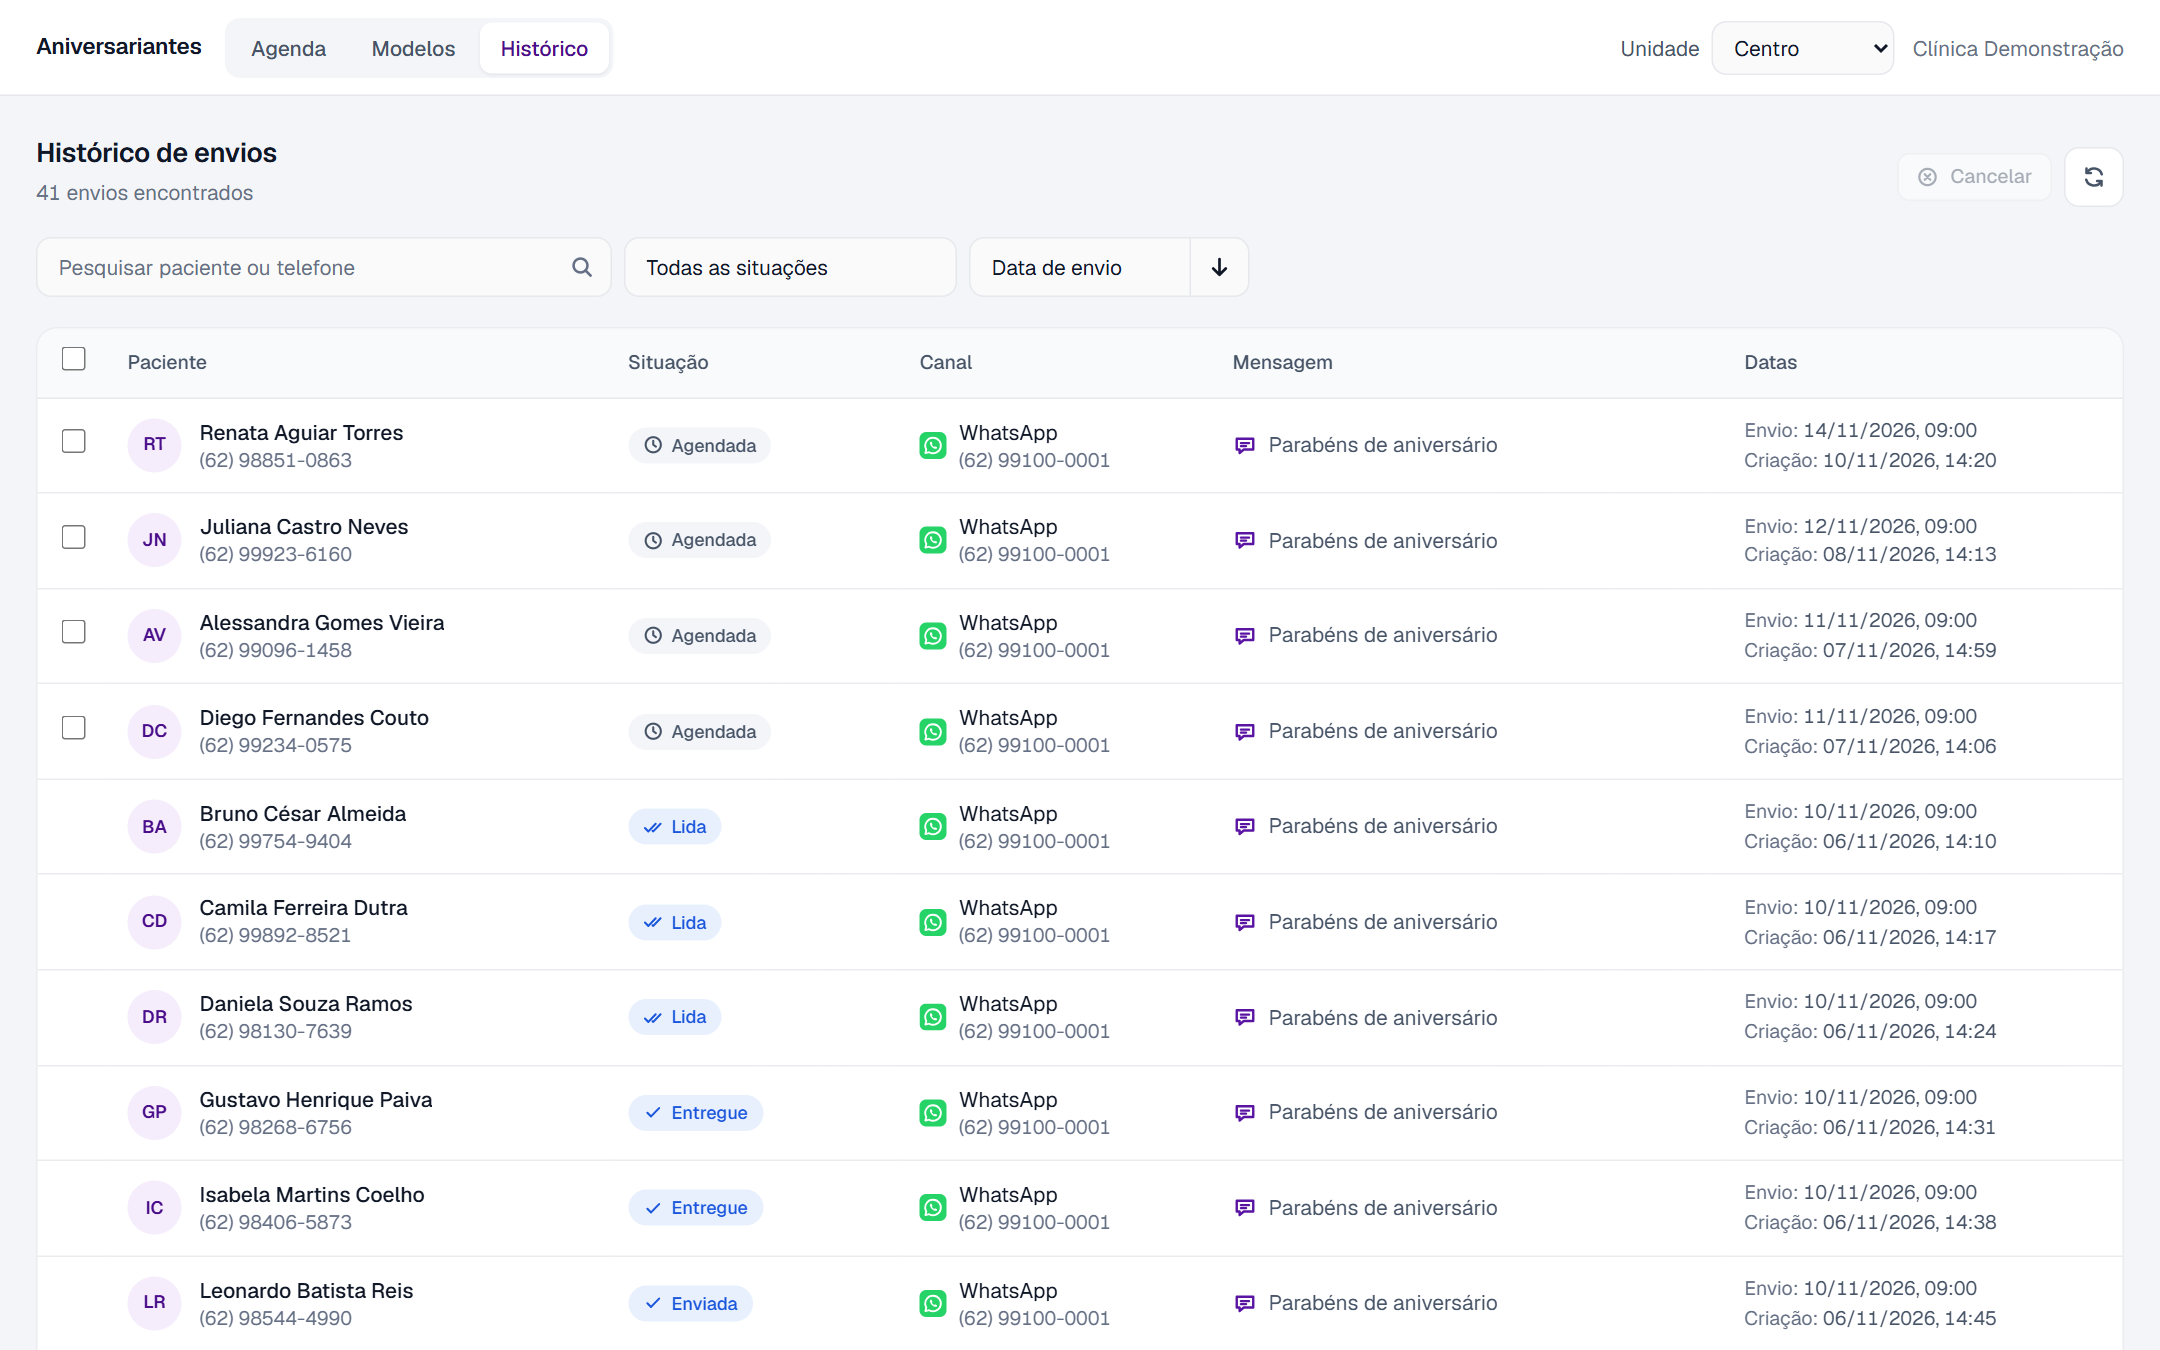 Aniversariantes
Agenda
Modelos
Histórico
Unidade
Centro
Clínica Demonstração
Histórico de envios
41 envios encontrados
Cancelar
Pesquisar paciente ou telefone
Todas as situações
Data de envio
Paciente
Situação
Canal
Mensagem
Datas
RT
Renata Aguiar Torres
(62) 98851-0863
Agendada
WhatsApp
(62) 99100-0001
Parabéns de aniversário
Envio: 14/11/2026, 09:00
Criação: 10/11/2026, 14:20
JN
Juliana Castro Neves
(62) 99923-6160
Agendada
WhatsApp
(62) 99100-0001
Parabéns de aniversário
Envio: 12/11/2026, 09:00
Criação: 08/11/2026, 14:13
AV
Alessandra Gomes Vieira
(62) 99096-1458
Agendada
WhatsApp
(62) 99100-0001
Parabéns de aniversário
Envio: 11/11/2026, 09:00
Criação: 07/11/2026, 14:59
DC
Diego Fernandes Couto
(62) 99234-0575
Agendada
WhatsApp
(62) 99100-0001
Parabéns de aniversário
Envio: 11/11/2026, 09:00
Criação: 07/11/2026, 14:06
BA
Bruno César Almeida
(62) 99754-9404
Lida
WhatsApp
(62) 99100-0001
Parabéns de aniversário
Envio: 10/11/2026, 09:00
Criação: 06/11/2026, 14:10
CD
Camila Ferreira Dutra
(62) 99892-8521
Lida
WhatsApp
(62) 99100-0001
Parabéns de aniversário
Envio: 10/11/2026, 09:00
Criação: 06/11/2026, 14:17
DR
Daniela Souza Ramos
(62) 98130-7639
Lida
WhatsApp
(62) 99100-0001
Parabéns de aniversário
Envio: 10/11/2026, 09:00
Criação: 06/11/2026, 14:24
GP
Gustavo Henrique Paiva
(62) 98268-6756
Entregue
WhatsApp
(62) 99100-0001
Parabéns de aniversário
Envio: 10/11/2026, 09:00
Criação: 06/11/2026, 14:31
IC
Isabela Martins Coelho
(62) 98406-5873
Entregue
WhatsApp
(62) 99100-0001
Parabéns de aniversário
Envio: 10/11/2026, 09:00
Criação: 06/11/2026, 14:38
LR
Leonardo Batista Reis
(62) 98544-4990
Enviada
WhatsApp
(62) 99100-0001
Parabéns de aniversário
Envio: 10/11/2026, 09:00
Criação: 06/11/2026, 14:45